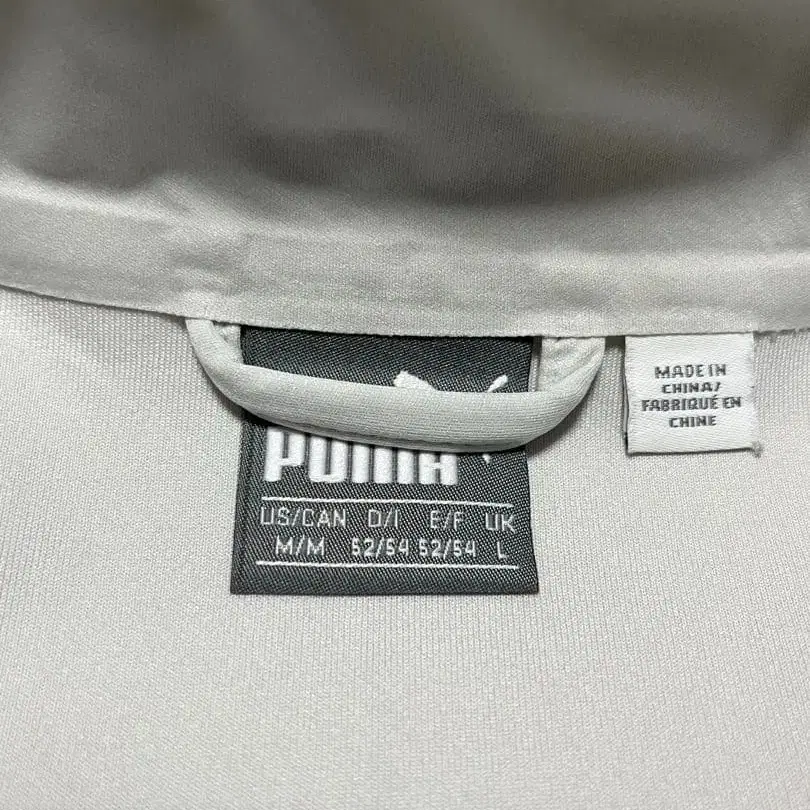 PUMA
US/CAN D/I E/F UK
M/M 52/54 52/54 L
MADE IN
CHINA/
FABRIQUÉ EN
CHINE